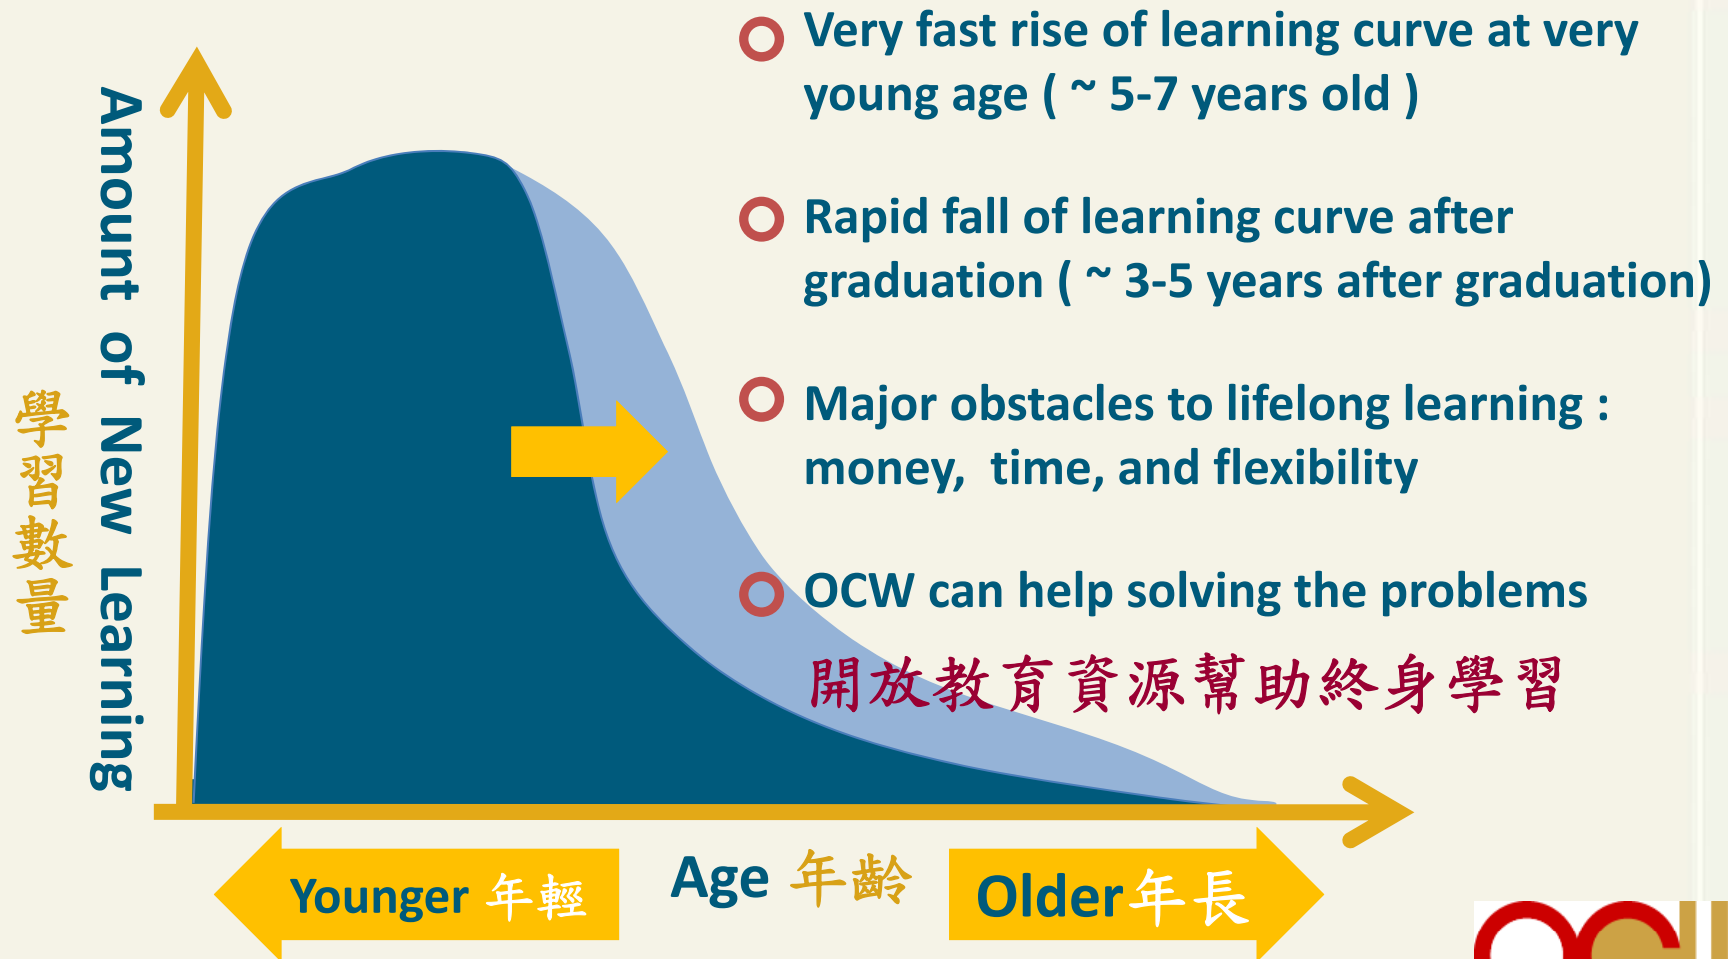 Very fast rise of learning curve at very
young age ( ~ 5-7 years old )
Rapid fall of learning curve after
graduation ( ~ 3-5 years after graduation)
Major obstacles to lifelong learning :
money, time, and flexibility
OCW can help solving the problems
開放教育資源幫助終身學習
Amount of New Learning
學習數量
Younger 年輕
Age 年齡
Older 年長